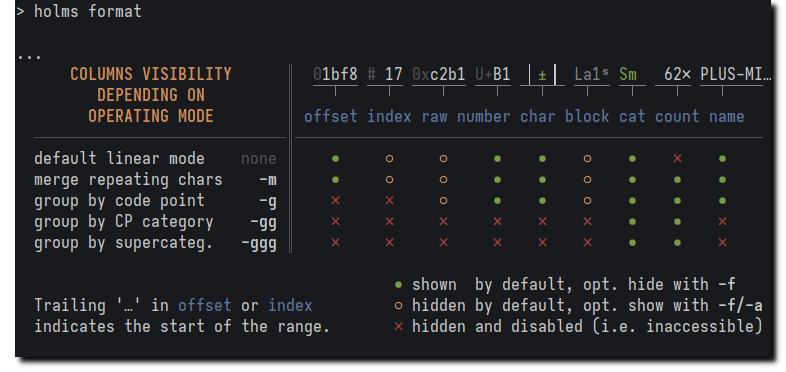 > holms format
...
COLUMNS VISIBILITY DEPENDING ON OPERATING MODE
01bf8 # 17 0xc2b1 U+B1 ± La1ˢ Sm 62× PLUS-MI…
offset index raw number char block cat count name
default linear mode none ● ○ ○ ● ● ○ ● × ●
merge repeating chars -m ● ○ ○ ● ● ○ ● ● ●
group by code point -g × × ○ ● ● ○ ● ● ●
group by CP category -gg × × × × × × ● ● ×
group by supercateg. -ggg × × × × × × ● ● ×
● shown by default, opt. hide with -f
Trailing '…' in offset or index ○ hidden by default, opt. show with -f/-a
indicates the start of the range. × hidden and disabled (i.e. inaccessible)